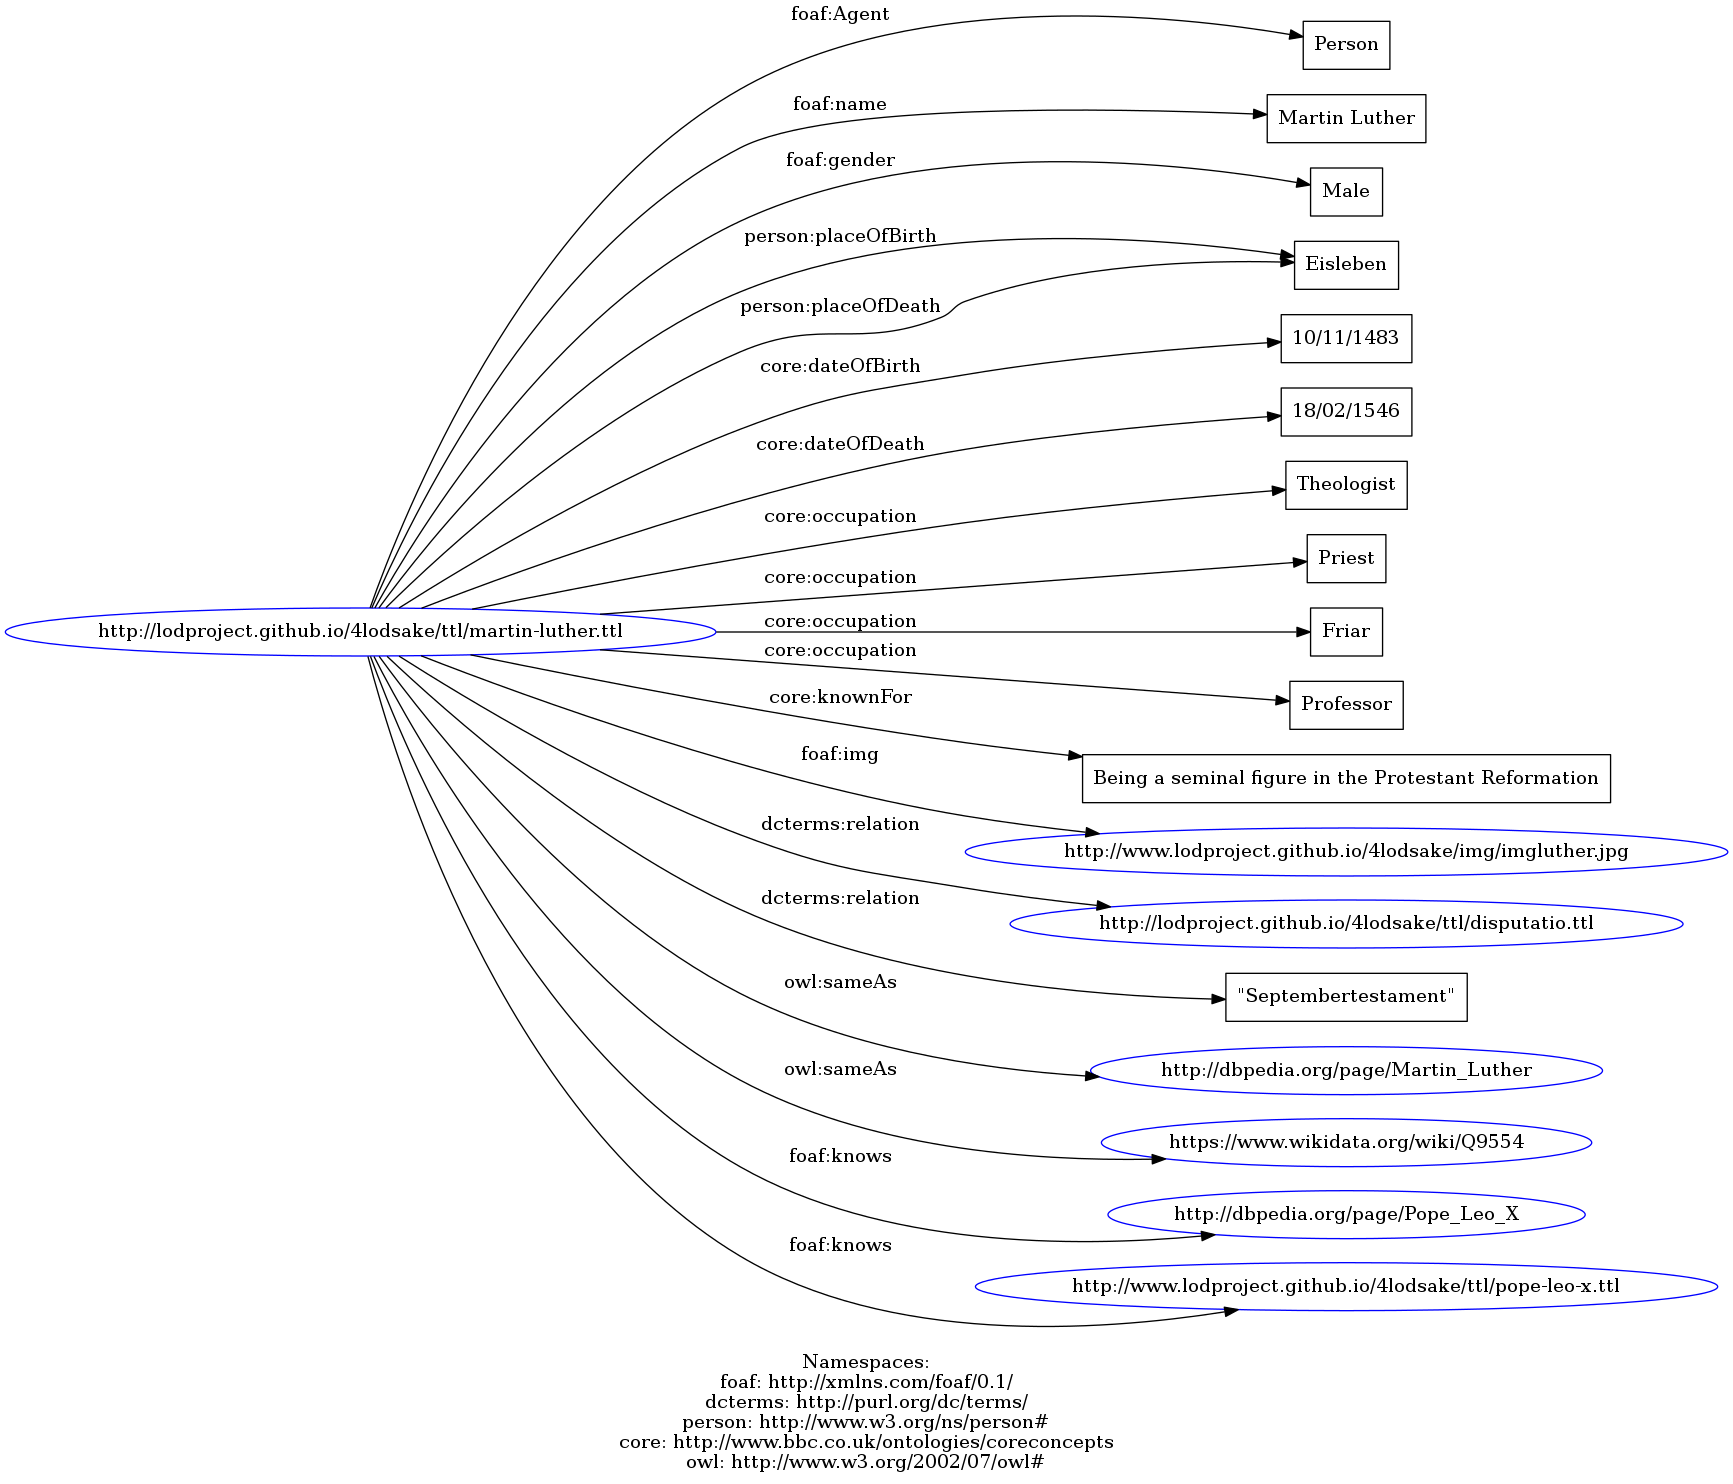 foaf:Agent
Person
foaf:name
Martin Luther
foaf:gender
Male
person:placeOfBirth
Eisleben
person:placeOfDeath
10/11/1483
core:dateOfBirth
18/02/1546
core:dateOfDeath
Theologist
core:occupation
Priest
core:occupation
http://lodproject.github.io/4lodsake/ttl/martin-luther.ttl
core:occupation
Friar
core:occupation
Professor
core:knownFor
Being a seminal figure in the Protestant Reformation
foaf:img
http://www.lodproject.github.io/4lodsake/img/imgluther.jpg
dcterms:relation
http://lodproject.github.io/4lodsake/ttl/disputatio.ttl
dcterms:relation
"Septembertestament"
owl:sameAs
http://dbpedia.org/page/Martin_Luther
owl:sameAs
https://www.wikidata.org/wiki/Q9554
foaf:knows
http://dbpedia.org/page/Pope_Leo_X
foaf:knows
http://www.lodproject.github.io/4lodsake/ttl/pope-leo-x.ttl
Namespaces:
foaf: http://xmlns.com/foaf/0.1/
dcterms: http://purl.org/dc/terms/
person: http://www.w3.org/ns/person#
core: http://www.bbc.co.uk/ontologies/coreconcepts
owl: http://www.w3.org/2002/07/owl#